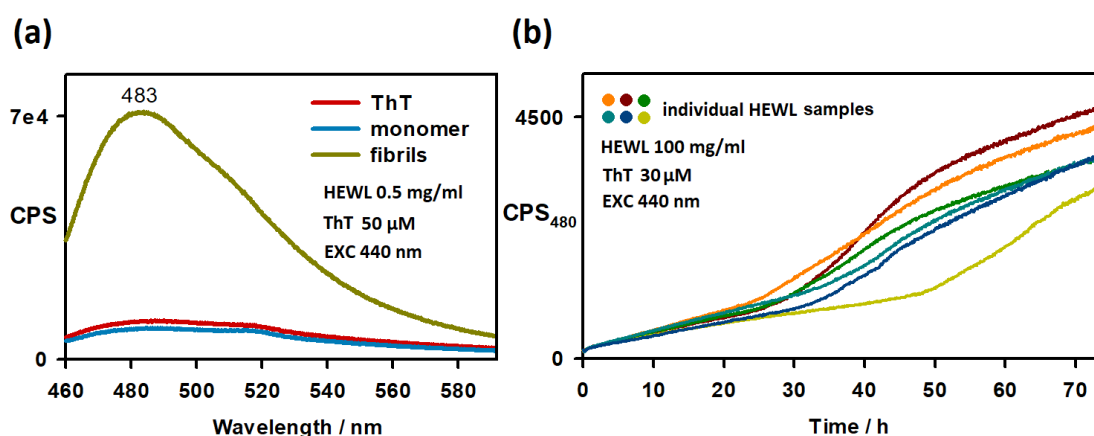 (a)
483
7e4
CPS
0
ThT
monomer
fibrils
HEWL 0.5 mg/ml
ThT 50 µM
EXC 440 nm
460 480 500 520 540 560 580
Wavelength / nm
(b)
4500
CPS480
0
individual HEWL samples
HEWL 100 mg/ml
ThT 30 µM
EXC 440 nm
0 10 20 30 40 50 60 70
Time / h